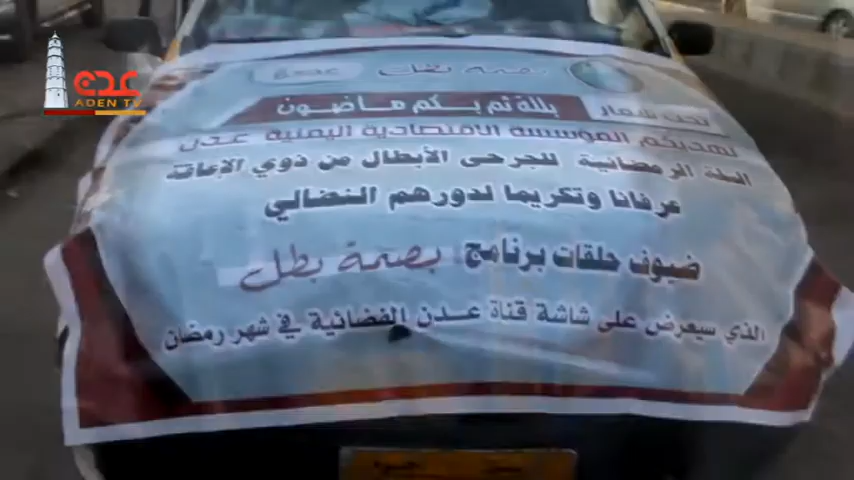 عدن
ADEN TV
بصمة بطل
عدن
تحت شعار
بالله ثم بكم ماضون
تهديكم المؤسسة الاقتصادية اليمنية عدن
السلة الرمضانية للجرحى الأبطال من ذوي الإعاقة
عرفانا وتكريما لدورهم النضالي
ضيوف حلقات برنامج بصمة بطل
الذي سيعرض على شاشة قناة عدن الفضائية في شهر رمضان